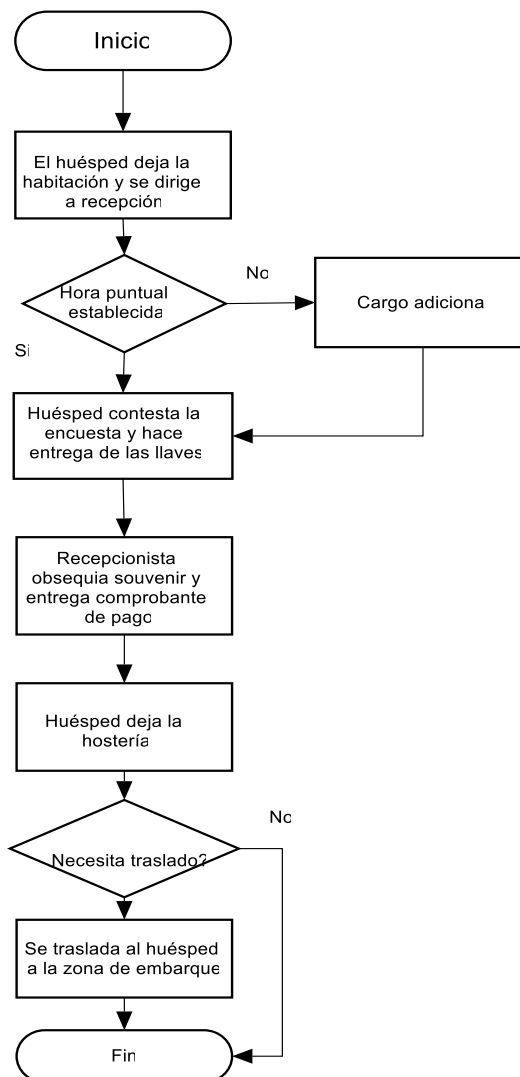 Inicio
El huésped deja la
habitación y se dirige
a recepción
Hora puntual
establecida
No
Cargo adiciona
Si
Huésped contesta la
encuesta y hace
entrega de las llaves
Recepcionista
obsequia souvenir y
entrega comprobante
de pago
Huésped deja la
hostería
Necesita traslado?
No
Se traslada al huésped
a la zona de embarque
Fin